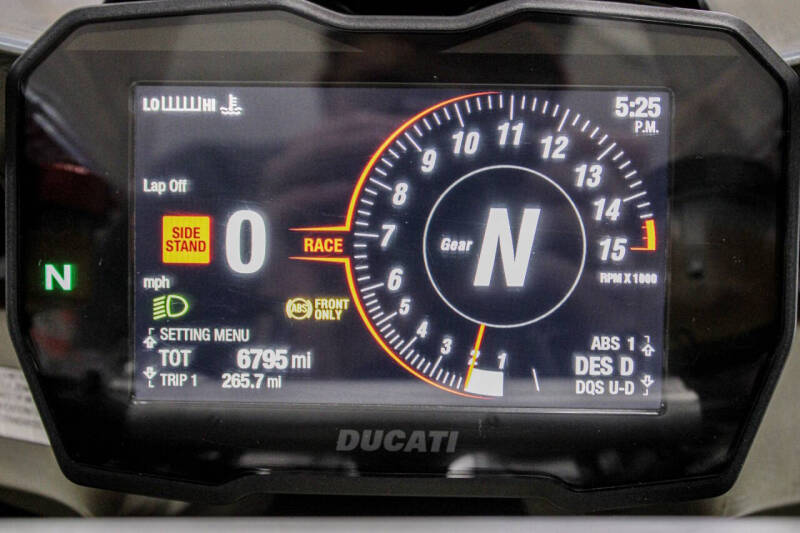 LO HI
5:25
P.M.
Lap Off
SIDE
STAND
0
RACE
mph
ABS FRONT
ONLY
SETTING MENU
TOT 6795 mi
TRIP 1 265.7 mi
N
1
2
3
4
5
6
7
8
9
10
11
12
13
14
15
RPM X 1000
Gear N
ABS 1
DES D
DQS U-D
DUCATI